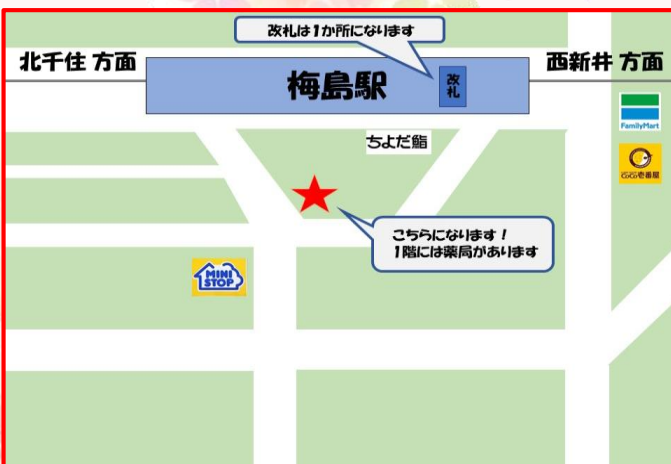 改札は1か所になります
北千住 方面
西新井 方面
梅島駅
改札
FamilyMart
ちよだ鮨
CoCo壱番屋
こちらになります！
1階には薬局があります
MINI
STOP